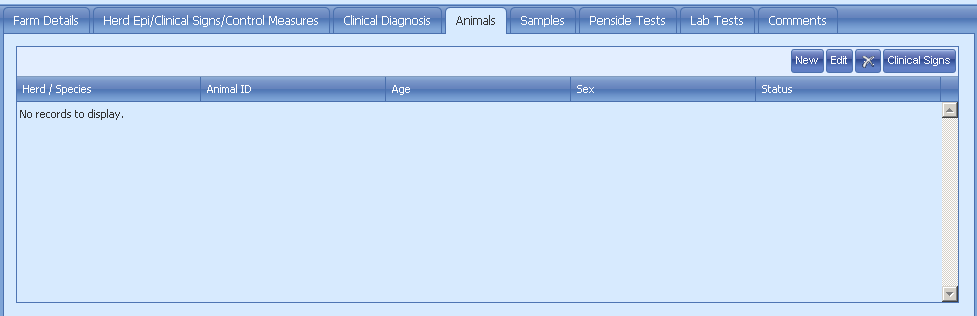 Farm Details Herd Epi/Clinical Signs/Control Measures Clinical Diagnosis Animals Samples Penside Tests Lab Tests Comments
New Edit Clinical Signs
Herd / Species Animal ID Age Sex Status
No records to display.